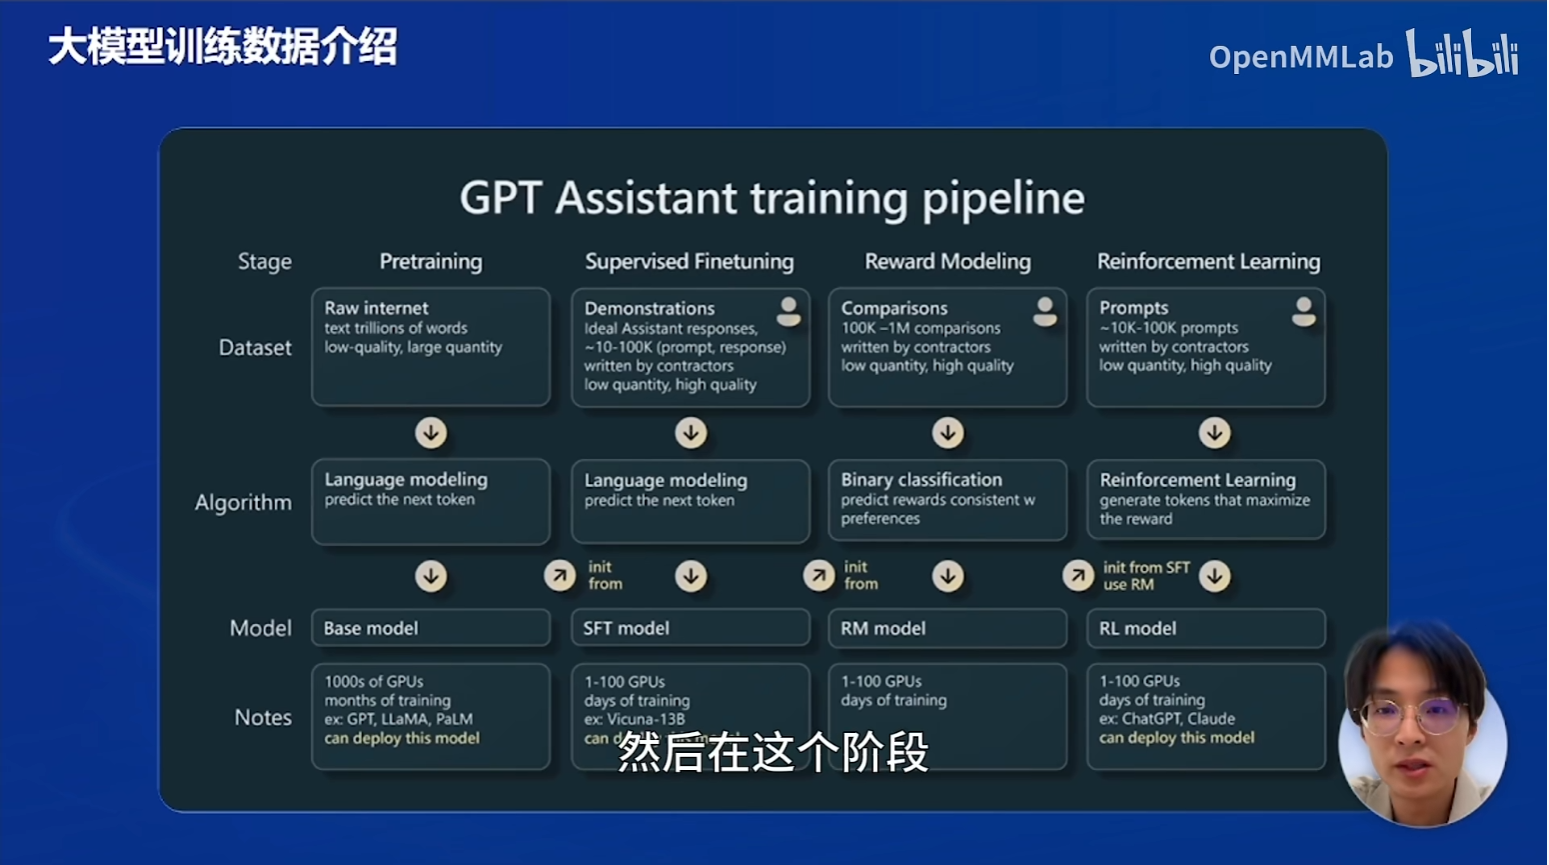 大模型训练数据介绍
OpenMMLab bilibili
GPT Assistant training pipeline
Stage
Pretraining
Supervised Finetuning
Reward Modeling
Reinforcement Learning
Dataset
Raw internet
text trillions of words
low-quality, large quantity
Demonstrations
Ideal Assistant responses,
~10-100K (prompt, response)
written by contractors
low quantity, high quality
Comparisons
100K –1M comparisons
written by contractors
low quantity, high quality
Prompts
~10K-100K prompts
written by contractors
low quantity, high quality
Algorithm
Language modeling
predict the next token
Language modeling
predict the next token
Binary classification
predict rewards consistent w
preferences
Reinforcement Learning
generate tokens that maximize
the reward
init
from
init
from
init from SFT
use RM
Model
Base model
SFT model
RM model
RL model
Notes
1000s of GPUs
months of training
ex: GPT, LLaMA, PaLM
can deploy this model
1-100 GPUs
days of training
ex: Vicuna-13B
can
1-100 GPUs
days of training
1-100 GPUs
days of training
ex: ChatGPT, Claude
can deploy this model
然后在这个阶段